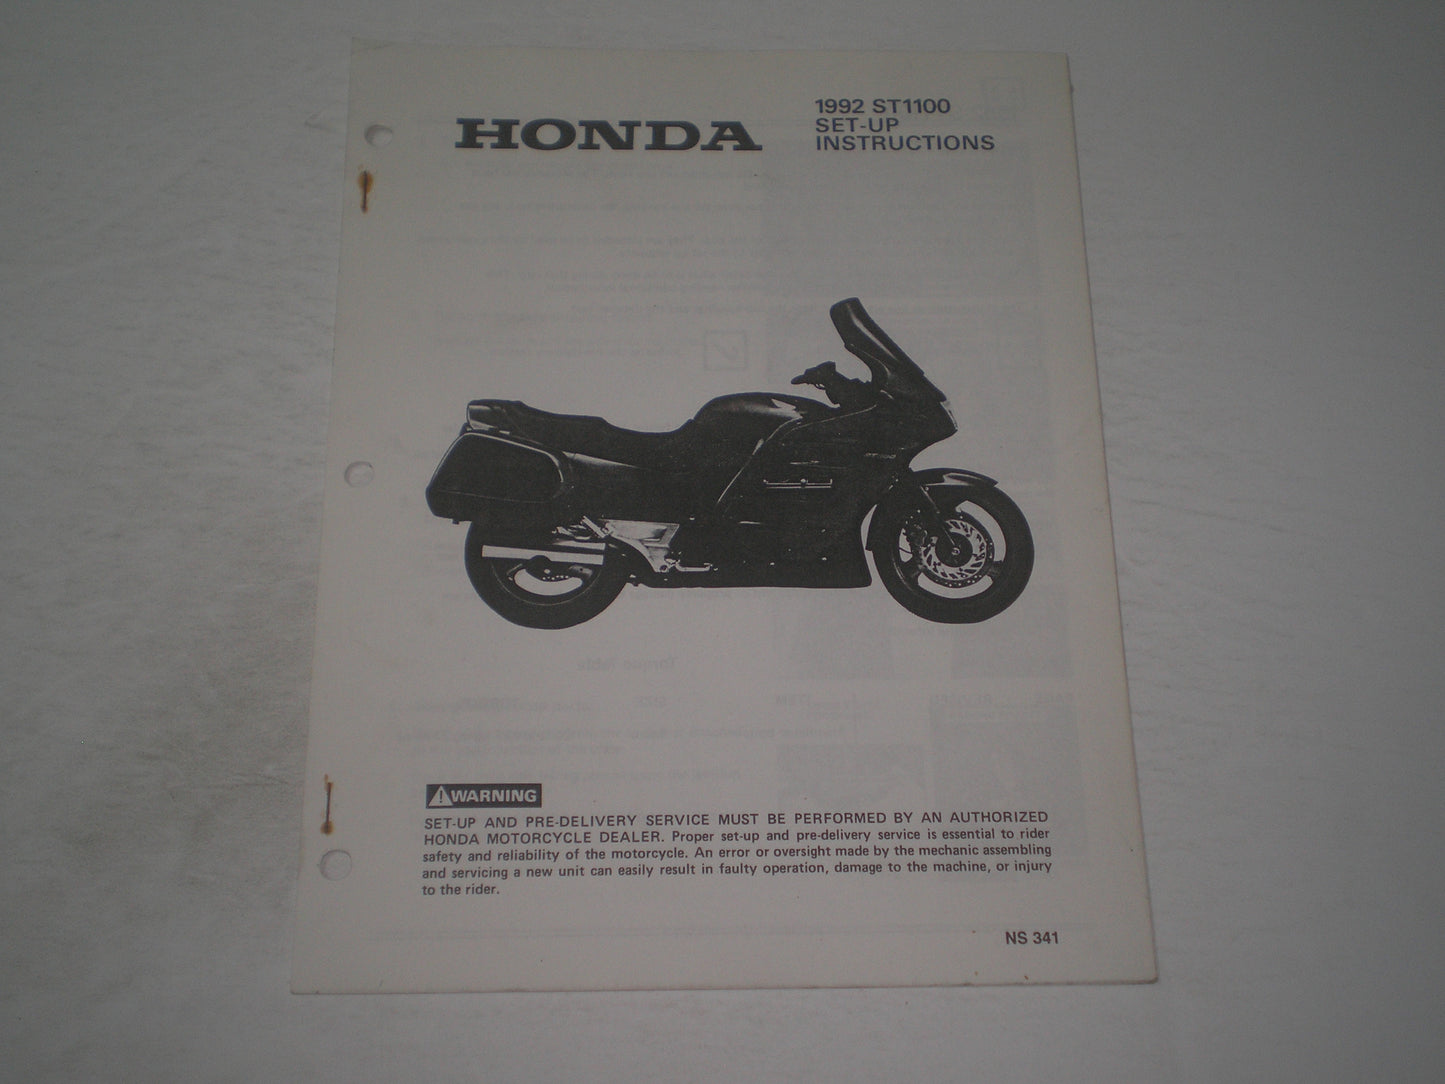 HONDA
1992 ST1100
SET-UP
INSTRUCTIONS
WARNING
SET-UP AND PRE-DELIVERY SERVICE MUST BE PERFORMED BY AN AUTHORIZED
HONDA MOTORCYCLE DEALER. Proper set-up and pre-delivery service is essential to rider
safety and reliability of the motorcycle. An error or oversight made by the mechanic assembling
and servicing a new unit can easily result in faulty operation, damage to the machine, or injury
to the rider.
NS 341